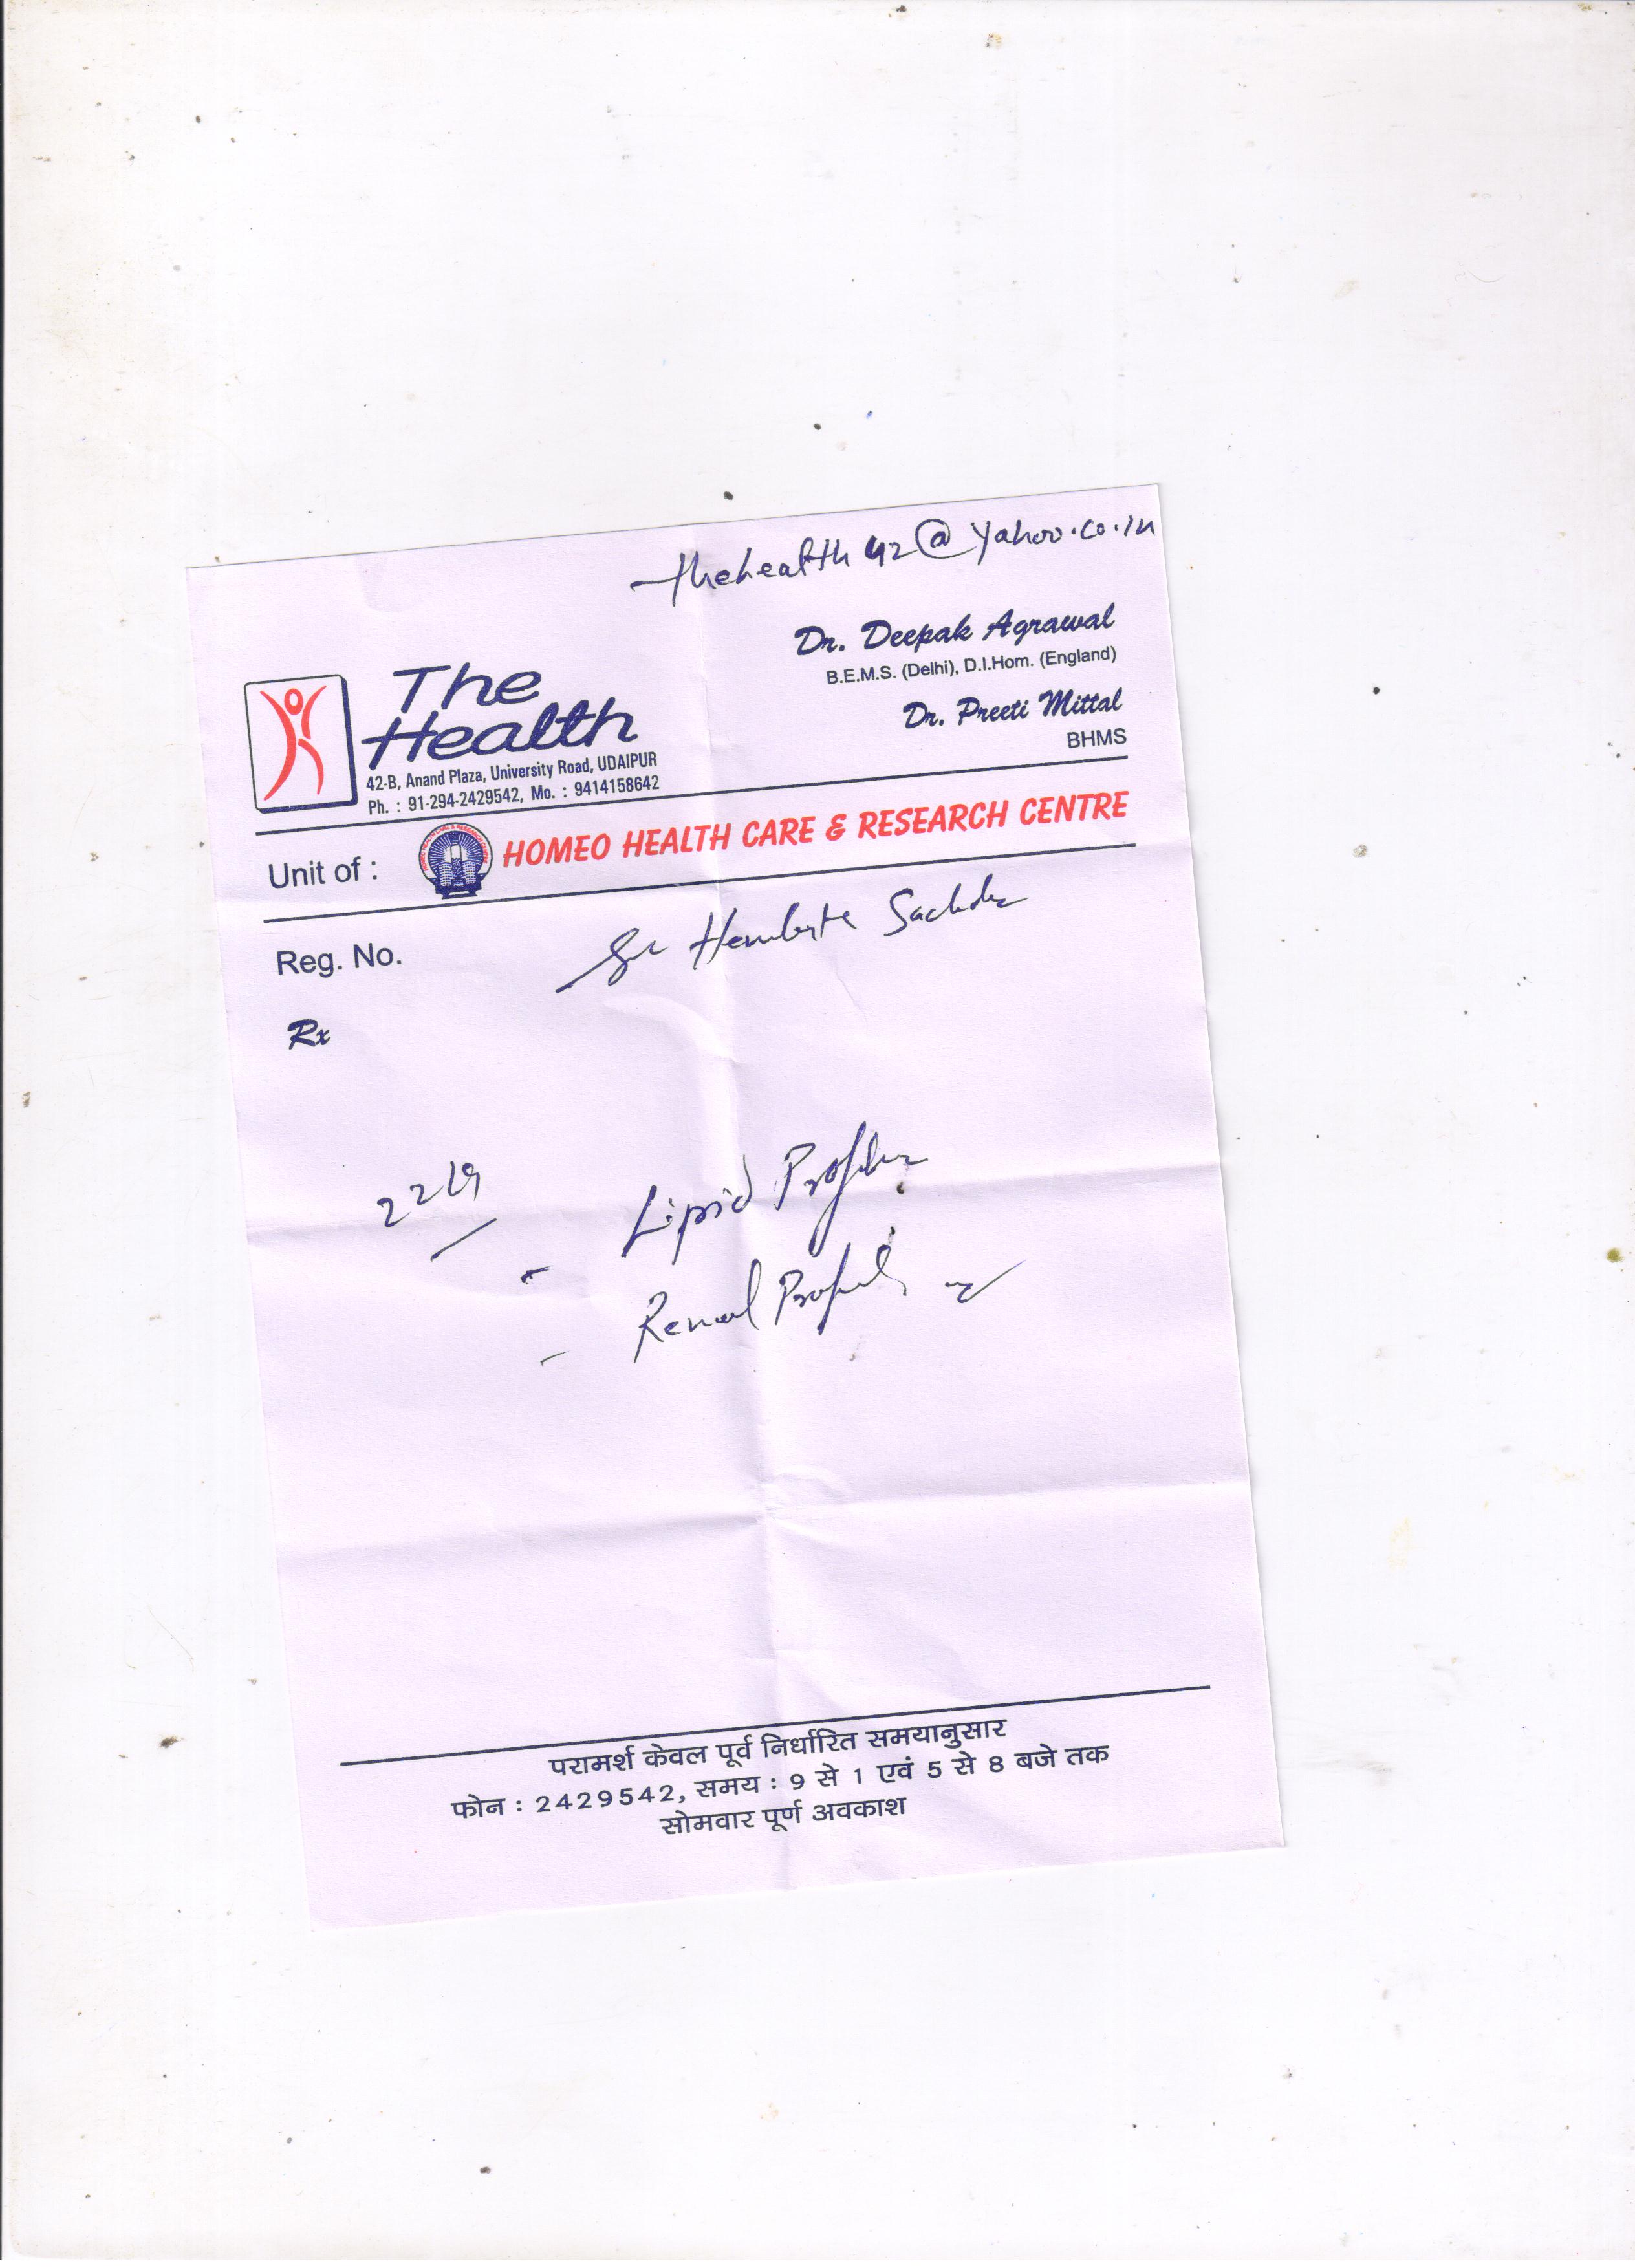 thehealth42@yahoo.co.in
Dr. Deepak Agrawal
B.E.M.S. (Delhi), D.I.Hom. (England)
Dr. Preeti Mittal
BHMS
The
Health
42-B, Anand Plaza, University Road, UDAIPUR
Ph. : 91-294-2429542, Mo. : 9414158642
Unit of : HOMEO HEALTH CARE & RESEARCH CENTRE
Reg. No.
Rx
- Lipid Profile
- Renal Profile
परामर्श केवल पूर्व निर्धारित समयानुसार
फोन : 2429542, समय : 9 से 1 एवं 5 से 8 बजे तक
सोमवार पूर्ण अवकाश